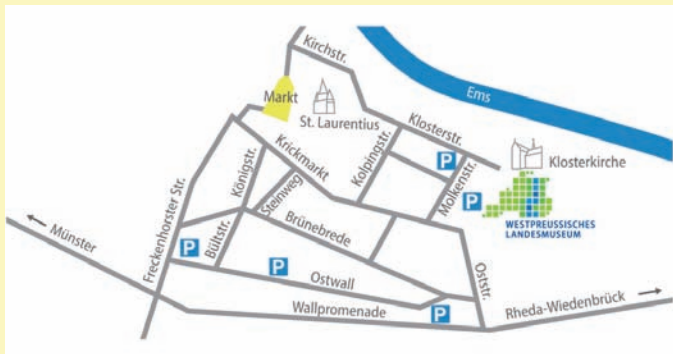 Kirchstr.
Ems
Markt
St. Laurentius
Klosterstr.
Klosterkirche
Krickmarkt
Kolpingstr.
P
Molkenstr.
P
Königstr.
Steinweg
WESTPREUSSISCHES
LANDESMUSEUM
Freckenhorster Str.
Brünebrede
Bültstr.
P
P
Ostwall
Oststr.
Münster
Wallpromenade
P
Rheda-Wiedenbrück